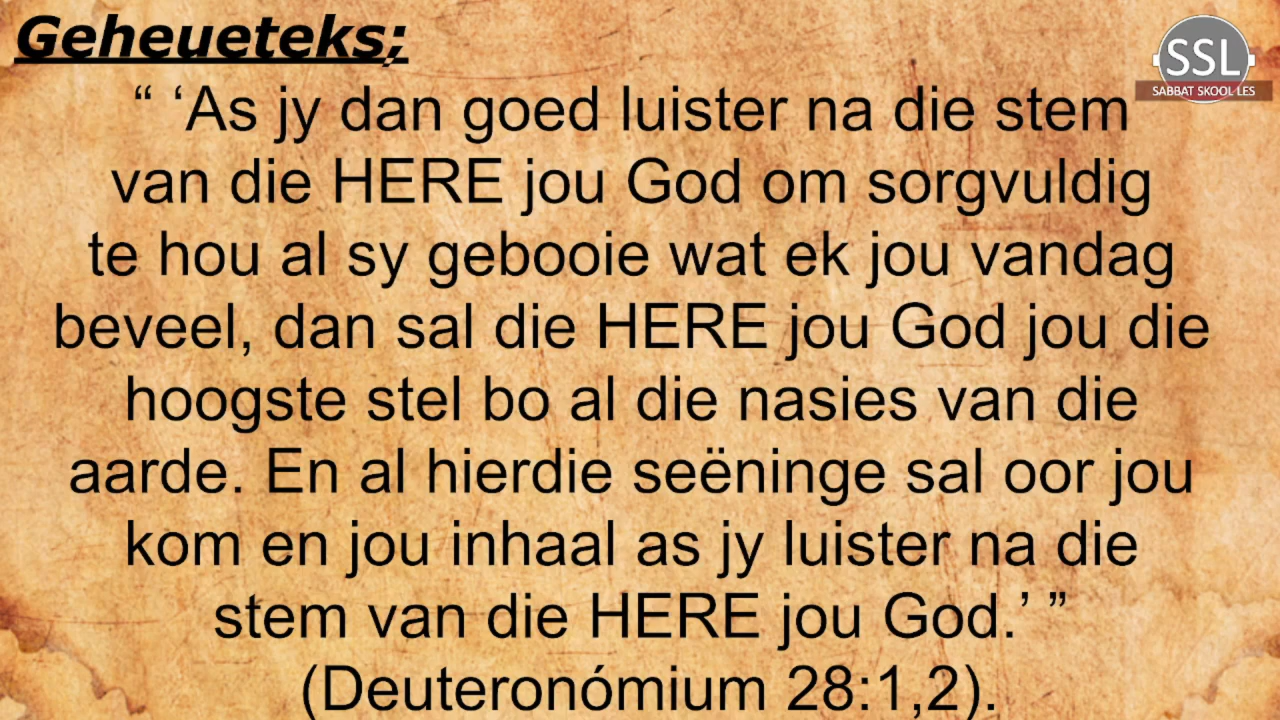 Geheueteks;
SSL
SABBAT SKOOL LES
“ ‘As jy dan goed luister na die stem
van die HERE jou God om sorgvuldig
te hou al sy gebooie wat ek jou vandag
beveel, dan sal die HERE jou God jou die
hoogste stel bo al die nasies van die
aarde. En al hierdie seëninge sal oor jou
kom en jou inhaal as jy luister na die
stem van die HERE jou God.’ ”
(Deuteronómium 28:1,2).